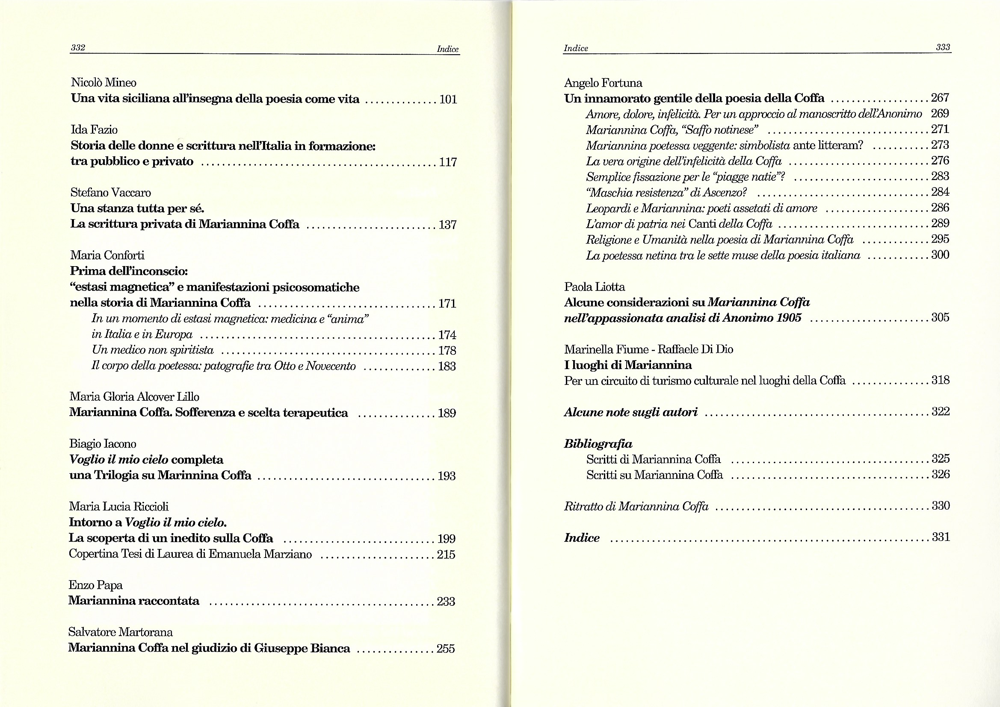 332 Indice
Nicolò Mineo
Una vita siciliana all'insegna della poesia come vita .............. 101
Ida Fazio
Storia delle donne e scrittura nell'Italia in formazione:
tra pubblico e privato ............................................. 117
Stefano Vaccaro
Una stanza tutta per sé.
La scrittura privata di Mariannina Coffa ......................... 137
Maria Conforti
Prima dell'inconscio:
“estasi magnetica” e manifestazioni psicosomatiche
nella storia di Mariannina Coffa .................................. 171
In un momento di estasi magnetica: medicina e “anima”
in Italia e in Europa ............................................. 174
Un medico non spiritista ......................................... 178
Il corpo della poetessa: patografie tra Otto e Novecento .............. 183
Maria Gloria Alcover Lillo
Mariannina Coffa. Sofferenza e scelta terapeutica ............... 189
Biagio Iacono
Voglio il mio cielo completa
una Trilogia su Marinnina Coffa .................................. 193
Maria Lucia Riccioli
Intorno a Voglio il mio cielo.
La scoperta di un inedito sulla Coffa ............................. 199
Copertina Tesi di Laurea di Emanuela Marziano ...................... 215
Enzo Papa
Mariannina raccontata ........................................... 233
Salvatore Martorana
Mariannina Coffa nel giudizio di Giuseppe Bianca ............... 255
Indice 333
Angelo Fortuna
Un innamorato gentile della poesia della Coffa ................... 267
Amore, dolore, infelicità. Per un approccio al manoscritto dell'Anonimo 269
Mariannina Coffa, “Saffo notinese” ............................... 271
Mariannina poetessa veggente: simbolista ante litteram? ........... 273
La vera origine dell'infelicità della Coffa ........................... 276
Semplice fissazione per le “piagge natie”? .......................... 283
“Maschia resistenza” di Ascenzo? ................................. 284
Leopardi e Mariannina: poeti assetati di amore .................... 286
L'amor di patria nei Canti della Coffa ............................. 289
Religione e Umanità nella poesia di Mariannina Coffa ............. 295
La poetessa netina tra le sette muse della poesia italiana ............ 300
Paola Liotta
Alcune considerazioni su Mariannina Coffa
nell'appassionata analisi di Anonimo 1905 ....................... 305
Marinella Fiume - Raffaele Di Dio
I luoghi di Mariannina
Per un circuito di turismo culturale nel luoghi della Coffa ............... 318
Alcune note sugli autori ........................................... 322
Bibliografia
Scritti di Mariannina Coffa ...................................... 325
Scritti su Mariannina Coffa ...................................... 326
Ritratto di Mariannina Coffa ......................................... 330
Indice ............................................................. 331